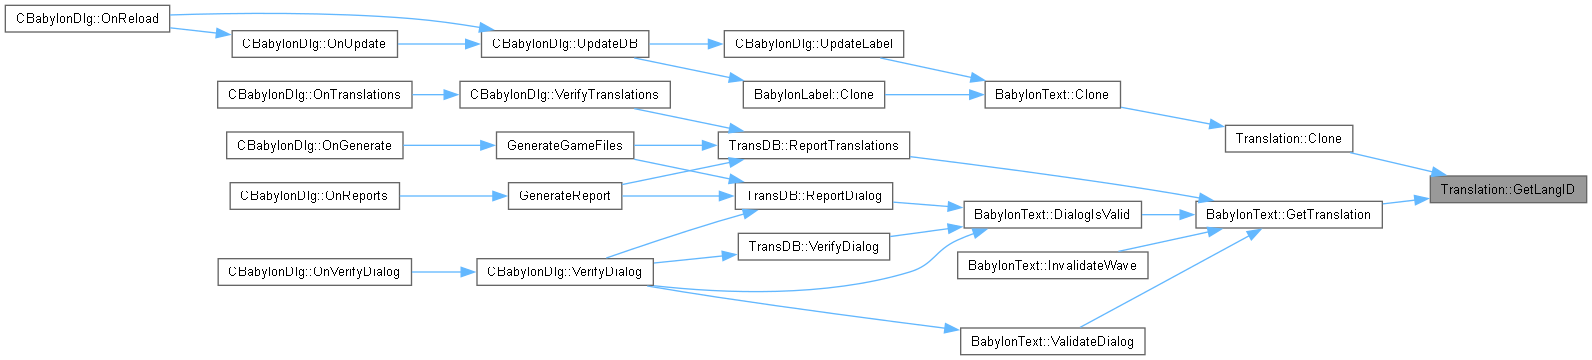 CBabylonDlg::OnReload
CBabylonDlg::OnUpdate
CBabylonDlg::UpdateDB
CBabylonDlg::UpdateLabel
CBabylonDlg::OnTranslations
CBabylonDlg::VerifyTranslations
BabylonLabel::Clone
BabylonText::Clone
CBabylonDlg::OnGenerate
GenerateGameFiles
TransDB::ReportTranslations
Translation::Clone
CBabylonDlg::OnReports
GenerateReport
TransDB::ReportDialog
Translation::GetLangID
BabylonText::DialogIsValid
BabylonText::GetTranslation
TransDB::VerifyDialog
CBabylonDlg::OnVerifyDialog
CBabylonDlg::VerifyDialog
BabylonText::InvalidateWave
BabylonText::ValidateDialog